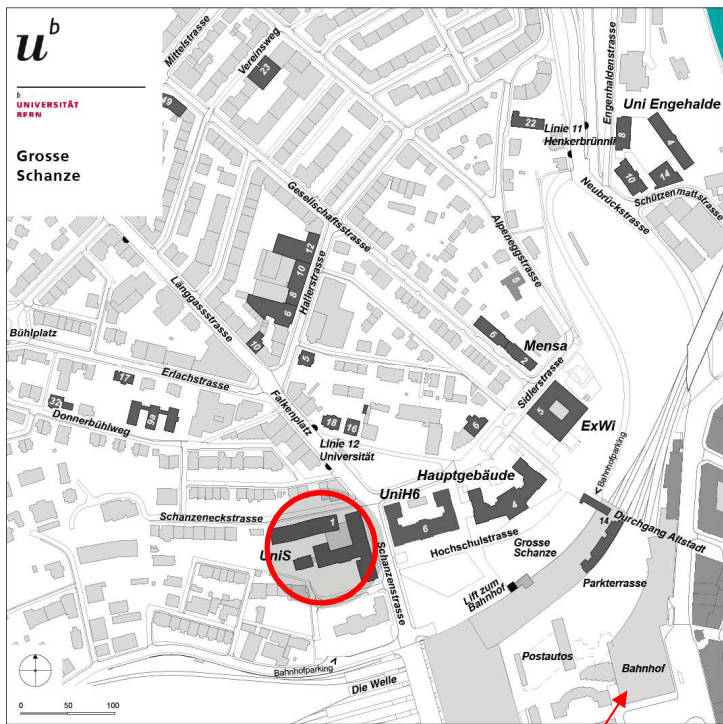 u^b
b
UNIVERSITÄT
BERN
Grosse
Schanze
Mittelstrasse
Vereinsweg
23
49
Engehaldenstrasse
Uni Engehalde
22
Linie 11
Henkerbrünnli
8
4
10
14
Schützenmattstrasse
Neubrückstrasse
Gesellschaftsstrasse
Alpeneggstrasse
5
12
10
8
6
Hallerstrasse
Länggassstrasse
10
Bühlplatz
6
2
Mensa
Sidlerstrasse
5
17
Erlachstrasse
9a
Donnerbühlweg
Falkenplatz
18
16
6
5
ExWi
Linie 12
Universität
Hauptgebäude
UniH6
4
6
Bahnhofparking
Schanzeneckstrasse
1
UniS
Schanzenstrasse
Hochschulstrasse
Grosse
Schanze
14
Durchgang Altstadt
Parkterrasse
Lift zum
Bahnhof
Postautos
Bahnhof
Bahnhofparking
Die Welle
0 50 100